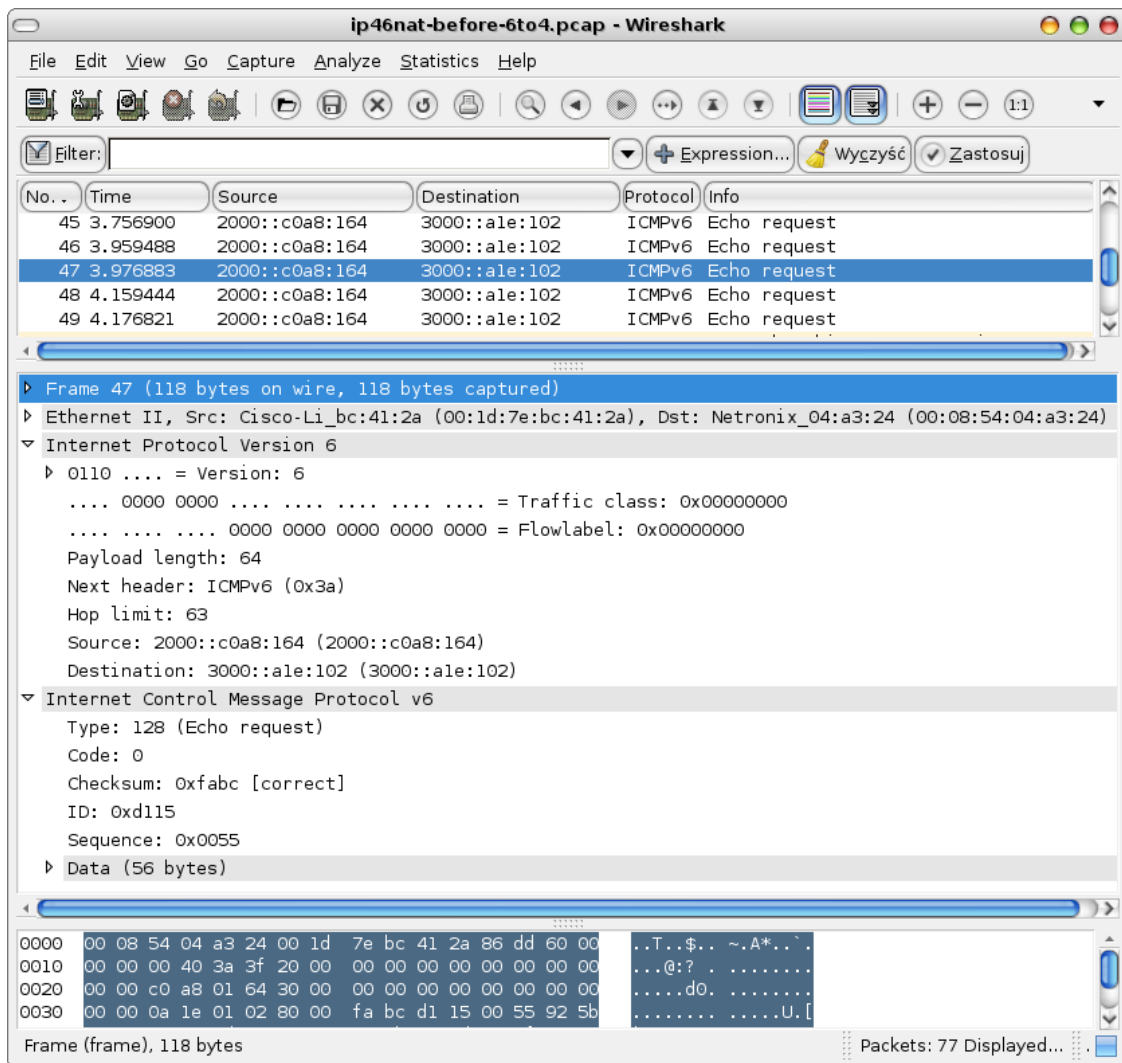 ip46nat-before-6to4.pcap - Wireshark
File Edit View Go Capture Analyze Statistics Help
1:1
Filter: Expression... Wyczyść Zastosuj
No. . Time Source Destination Protocol Info
45 3.756900 2000::c0a8:164 3000::a1e:102 ICMPv6 Echo request
46 3.959488 2000::c0a8:164 3000::a1e:102 ICMPv6 Echo request
47 3.976883 2000::c0a8:164 3000::a1e:102 ICMPv6 Echo request
48 4.159444 2000::c0a8:164 3000::a1e:102 ICMPv6 Echo request
49 4.176821 2000::c0a8:164 3000::a1e:102 ICMPv6 Echo request
Frame 47 (118 bytes on wire, 118 bytes captured)
Ethernet II, Src: Cisco-Li_bc:41:2a (00:1d:7e:bc:41:2a), Dst: Netronix_04:a3:24 (00:08:54:04:a3:24)
Internet Protocol Version 6
0110 .... = Version: 6
.... 0000 0000 .... .... .... .... .... = Traffic class: 0x00000000
.... .... .... 0000 0000 0000 0000 0000 = Flowlabel: 0x00000000
Payload length: 64
Next header: ICMPv6 (0x3a)
Hop limit: 63
Source: 2000::c0a8:164 (2000::c0a8:164)
Destination: 3000::a1e:102 (3000::a1e:102)
Internet Control Message Protocol v6
Type: 128 (Echo request)
Code: 0
Checksum: 0xfabc [correct]
ID: 0xd115
Sequence: 0x0055
Data (56 bytes)
0000 00 08 54 04 a3 24 00 1d 7e bc 41 2a 86 dd 60 00 ..T..$.. ~.A*..`.
0010 00 00 00 40 3a 3f 20 00 00 00 00 00 00 00 00 00 ...@:? . ........
0020 00 00 c0 a8 01 64 30 00 00 00 00 00 00 00 00 00 .....d0. ........
0030 00 00 0a 1e 01 02 80 00 fa bc d1 15 00 55 92 5b ........ .....U.[
Frame (frame), 118 bytes Packets: 77 Displayed... .